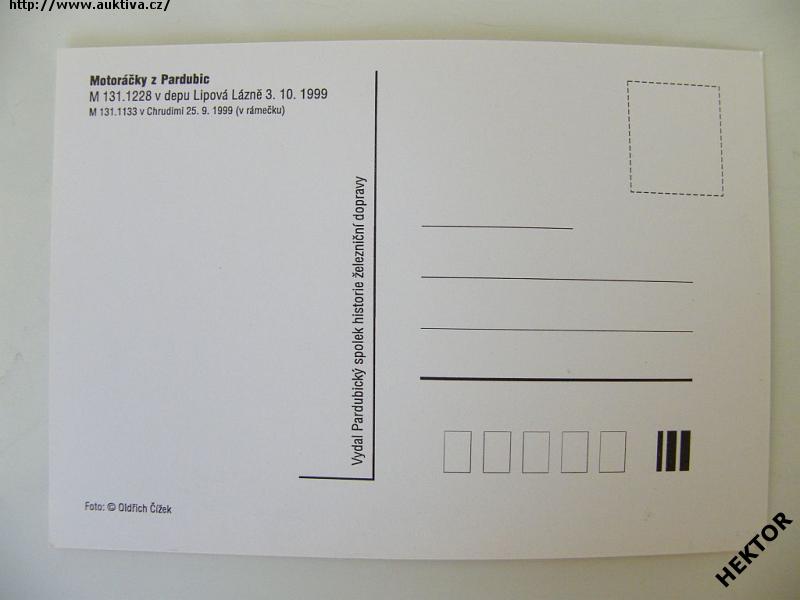 http://www.auktiva.cz/
Motoráčky z Pardubic
M 131.1228 v depu Lipová Lázně 3. 10. 1999
M 131.1133 v Chrudimi 25. 9. 1999 (v rámečku)
Vydal Pardubický spolek historie železniční dopravy
Foto: © Oldřich Čížek
HEKTOR